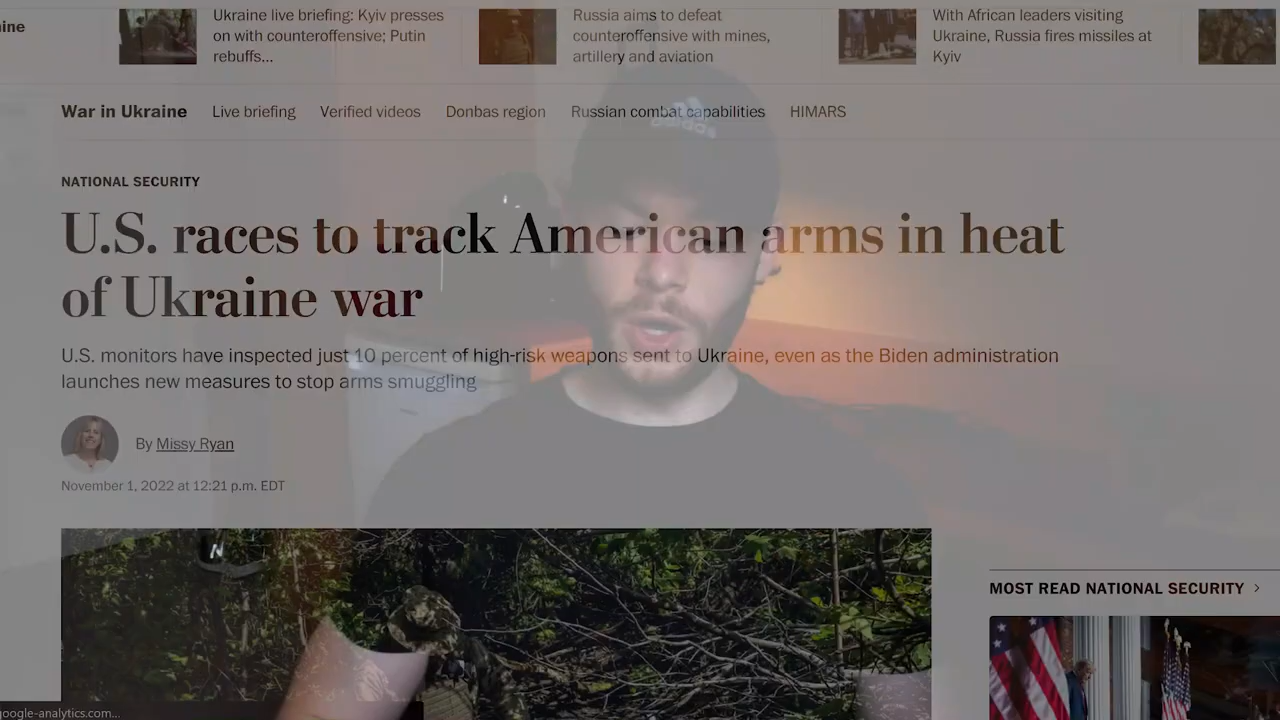 ine
Ukraine live briefing: Kyiv presses
on with counteroffensive; Putin
rebuffs...
Russia aims to defeat
counteroffensive with mines,
artillery and aviation
With African leaders visiting
Ukraine, Russia fires missiles at
Kyiv
War in Ukraine Live briefing Verified videos Donbas region Russian combat capabilities HIMARS
adidas
NATIONAL SECURITY
U.S. races to track American arms in heat
of Ukraine war
U.S. monitors have inspected just 10 percent of high-risk weapons sent to Ukraine, even as the Biden administration
launches new measures to stop arms smuggling
By Missy Ryan
November 1, 2022 at 12:21 p.m. EDT
N
MOST READ NATIONAL SECURITY >
google-analytics.com...